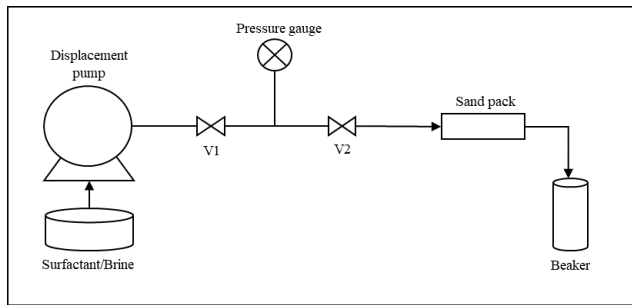 Pressure gauge
Displacement
pump
Sand pack
V1
V2
Surfactant/Brine
Beaker